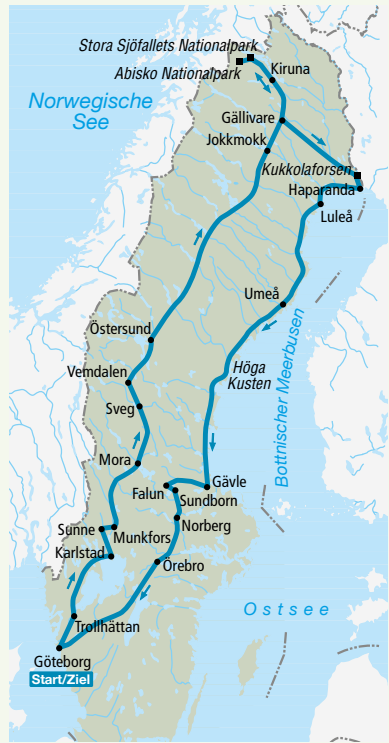 Stora Sjöfallets Nationalpark
Abisko Nationalpark
Kiruna
Norwegische
See
Gällivare
Jokkmokk
Kukkolaforsen
Haparanda
Luleå
Umeå
Bottnischer Meerbusen
Östersund
Höga
Kusten
Vemdalen
Sveg
Mora
Gävle
Falun
Sundborn
Norberg
Sunne
Munkfors
Karlstad
Örebro
Ostsee
Trollhättan
Göteborg
Start/Ziel